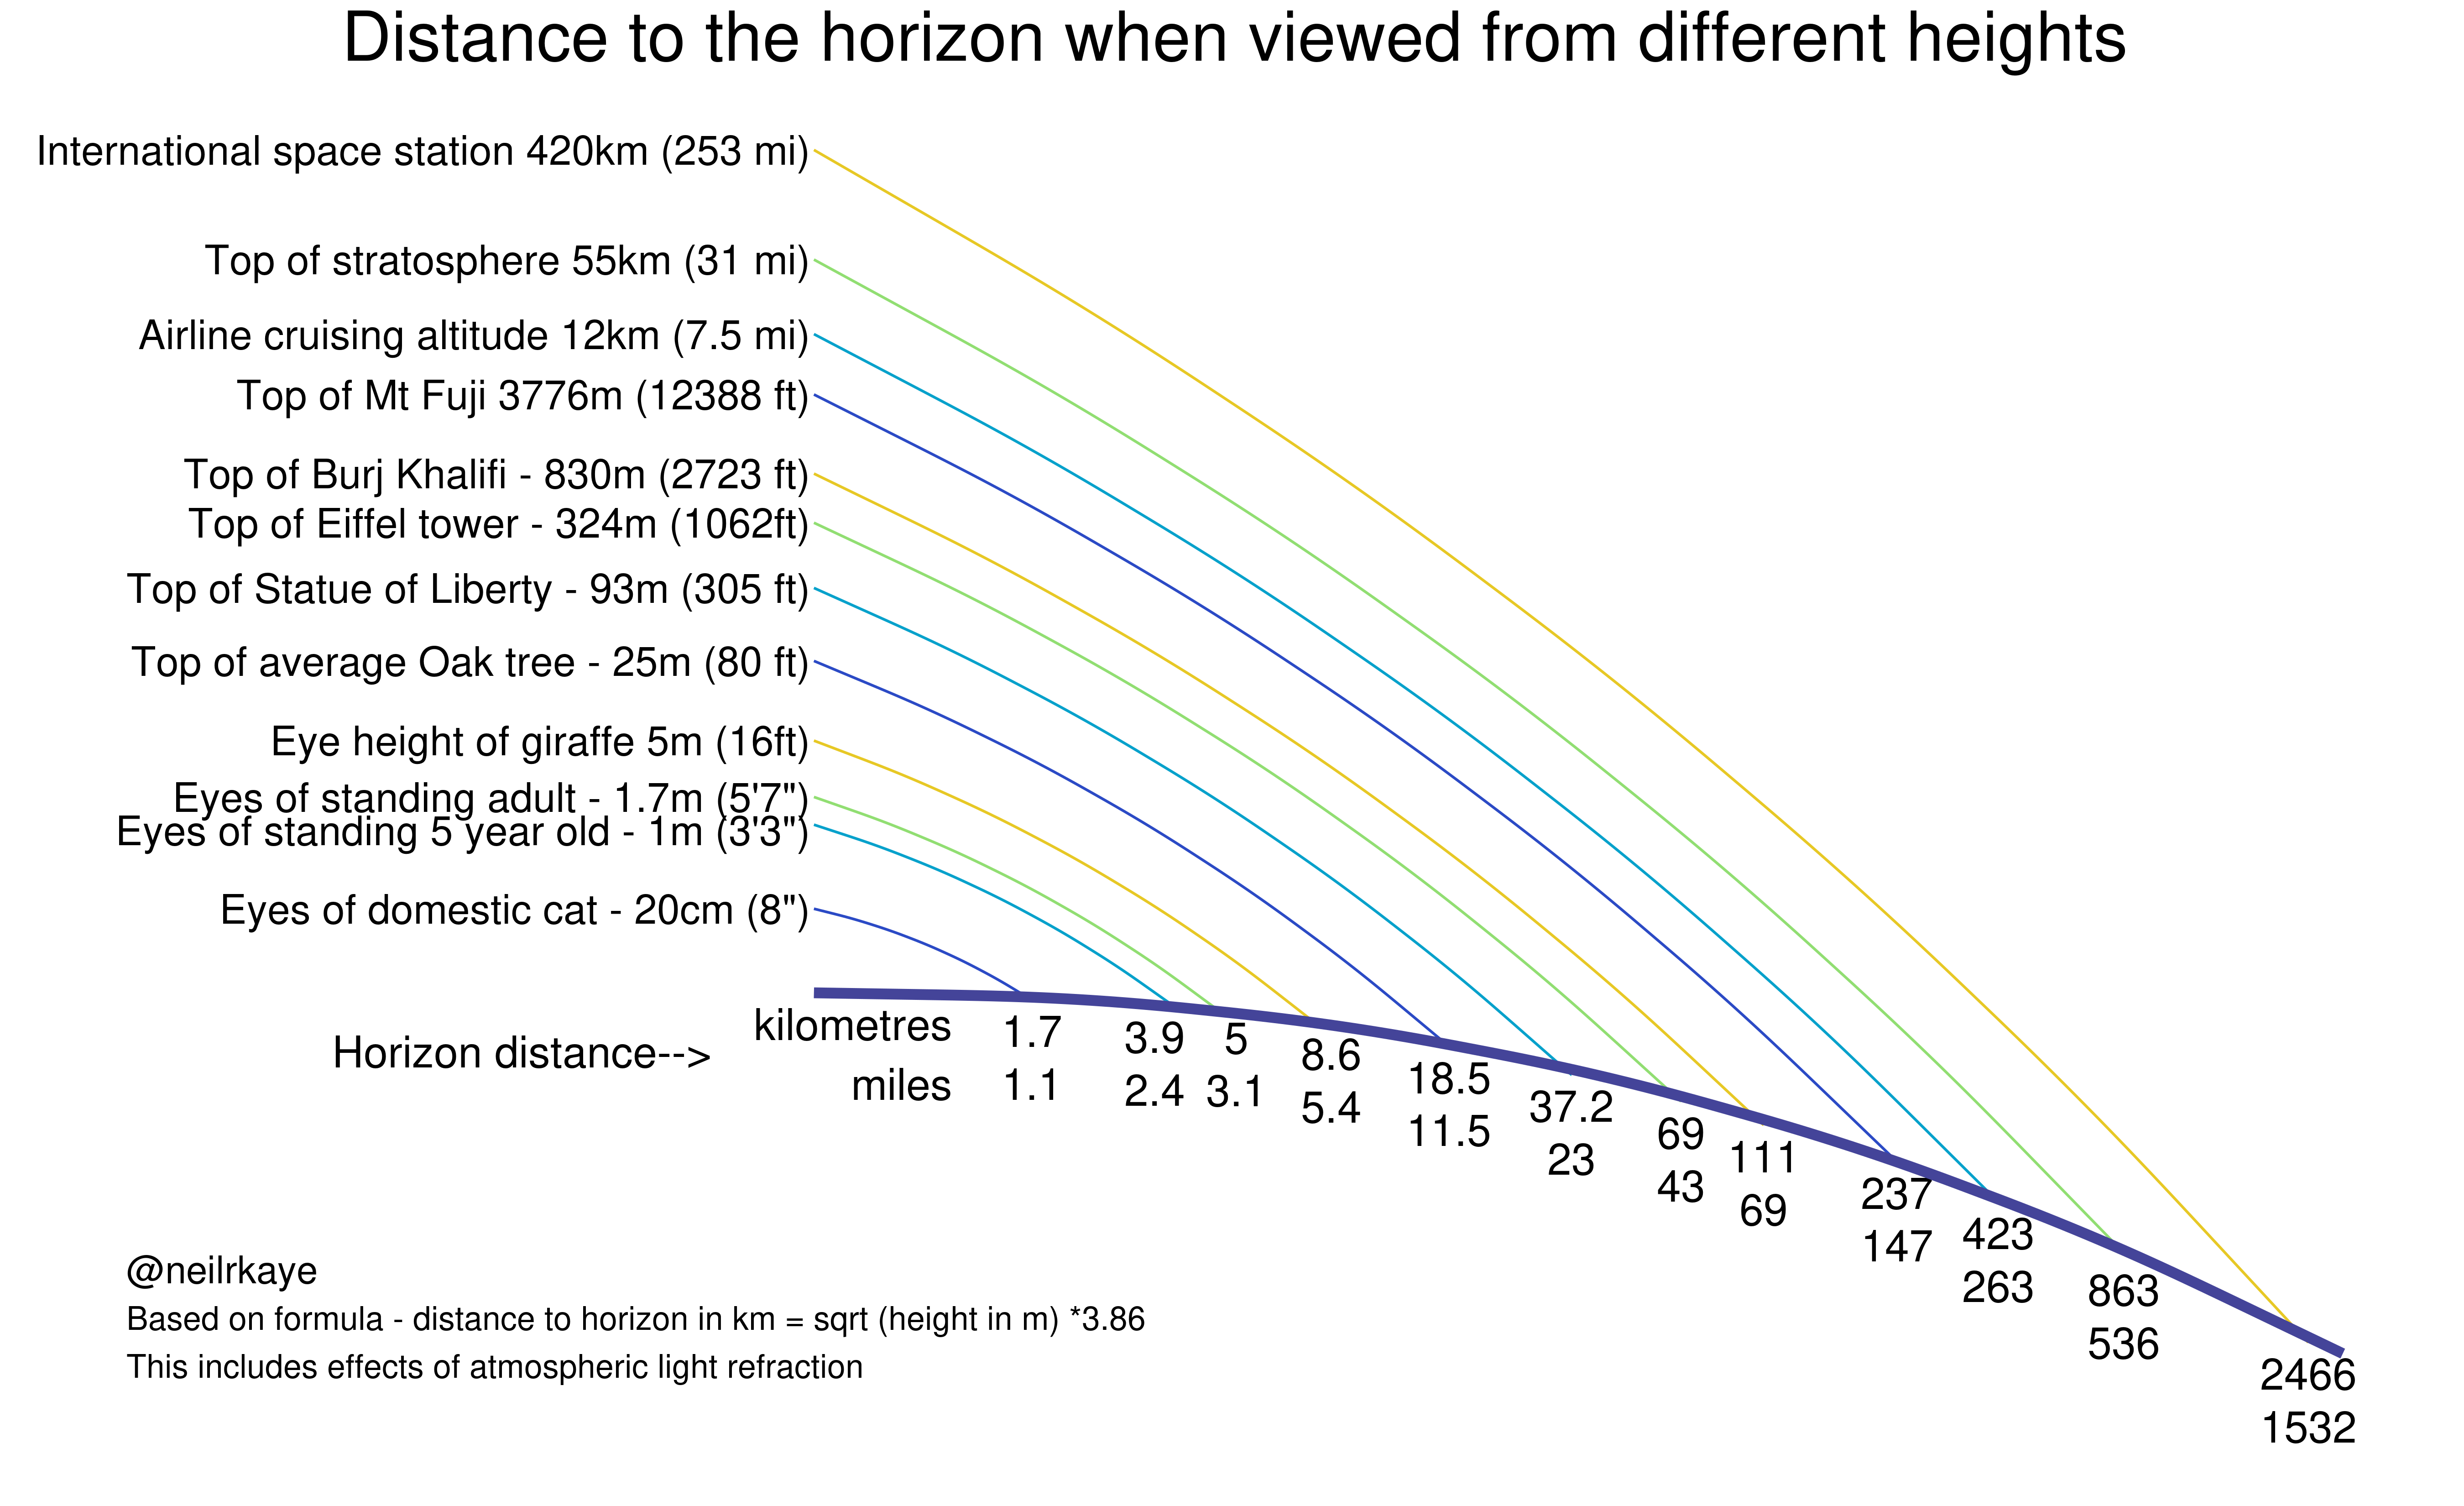 Distance to the horizon when viewed from different heights
International space station 420km (253 mi)
Top of stratosphere 55km (31 mi)
Airline cruising altitude 12km (7.5 mi)
Top of Mt Fuji 3776m (12388 ft)
Top of Burj Khalifi - 830m (2723 ft)
Top of Eiffel tower - 324m (1062ft)
Top of Statue of Liberty - 93m (305 ft)
Top of average Oak tree - 25m (80 ft)
Eye height of giraffe 5m (16ft)
Eyes of standing adult - 1.7m (5'7")
Eyes of standing 5 year old - 1m (3'3")
Eyes of domestic cat - 20cm (8")
Horizon distance-->
kilometres 1.7 3.9 5 8.6 18.5 37.2 69 111 237 423 863 2466
miles 1.1 2.4 3.1 5.4 11.5 23 43 69 147 263 536 1532
@neilrkaye
Based on formula - distance to horizon in km = sqrt (height in m) *3.86
This includes effects of atmospheric light refraction